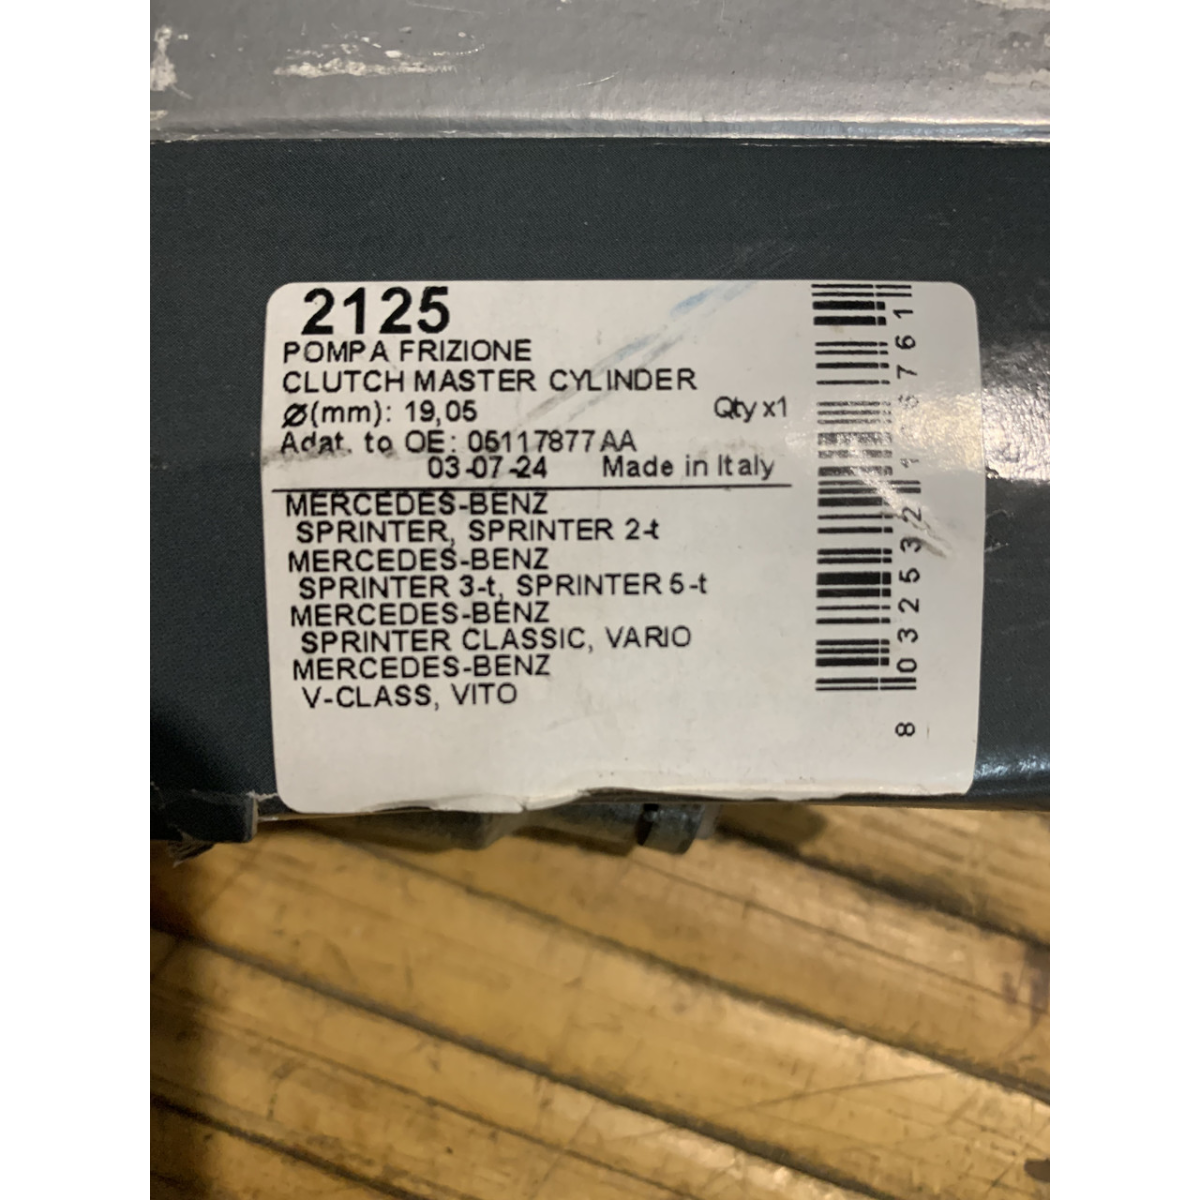 2125
POMPA FRIZIONE
CLUTCH MASTER CYLINDER
Ø(mm): 19,05 Qty x1
Adat. to OE: 05117877AA
03-07-24 Made in Italy
MERCEDES-BENZ
SPRINTER, SPRINTER 2-t
MERCEDES-BENZ
SPRINTER 3-t, SPRINTER 5-t
MERCEDES-BENZ
SPRINTER CLASSIC, VARIO
MERCEDES-BENZ
V-CLASS, VITO